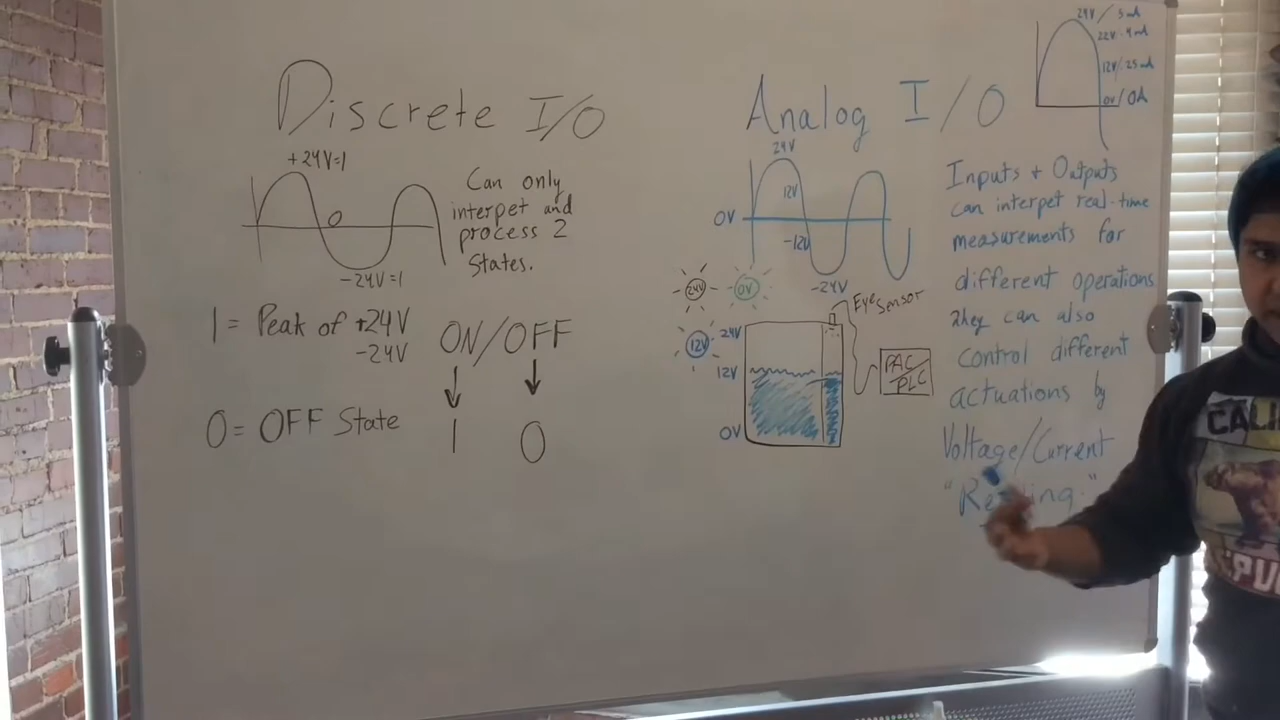 Discrete I/O
+24V=1
0
-24V=1
Can only
interpet and
process 2
States.
1 = Peak of +24V
-24V
ON/OFF
1 0
0 = OFF State
Analog I/O
24V
12V
0V
-12V
-24V
24V
0V
12V
Eye Sensor
24V
12V
0V
PAC/PLC
24V / 5mA
22V - 4mA
12V/.25mA
0V/0A
Inputs + Outputs
can interpet real-time
measurements for
different operations
They can also
control different
actuations by
Voltage/Current
CALI